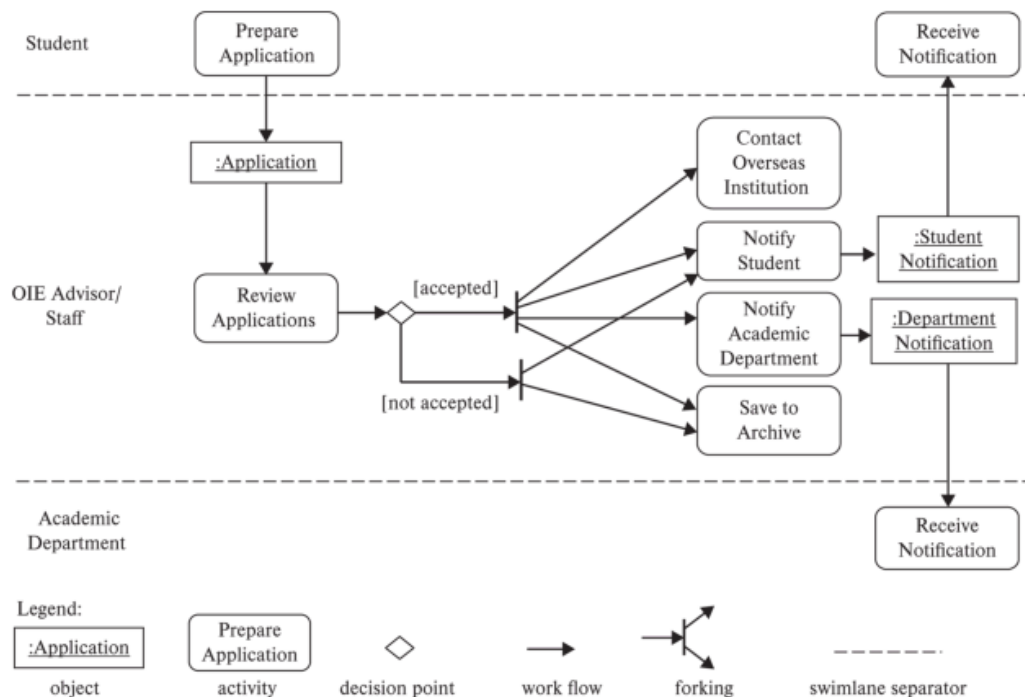 Student
Prepare
Application
Receive
Notification
:Application
Contact
Overseas
Institution
OIE Advisor/
Staff
Review
Applications
[accepted]
[not accepted]
Notify
Student
:Student
Notification
Notify
Academic
Department
:Department
Notification
Save to
Archive
Academic
Department
Receive
Notification
Legend:
:Application
object
Prepare
Application
activity
decision point
work flow
forking
swimlane separator